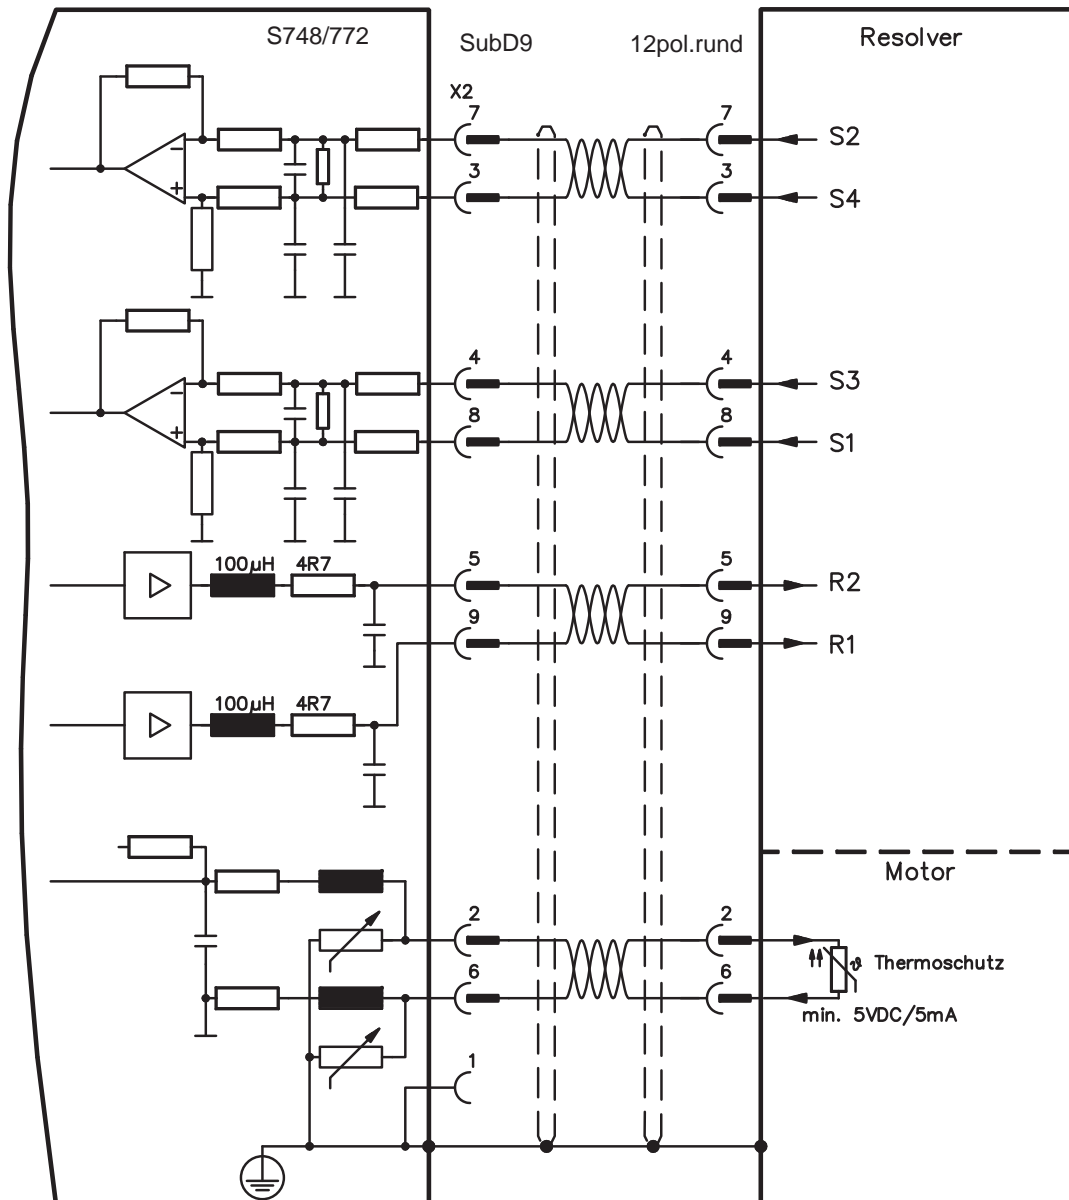 S748/772
SubD9
12pol.rund
Resolver
X2
7
7
S2
3
3
S4
4
4
S3
8
8
S1
100µH
4R7
5
5
R2
9
9
R1
100µH
4R7
Motor
2
2
ϑ Thermoschutz
6
6
min. 5VDC/5mA
1